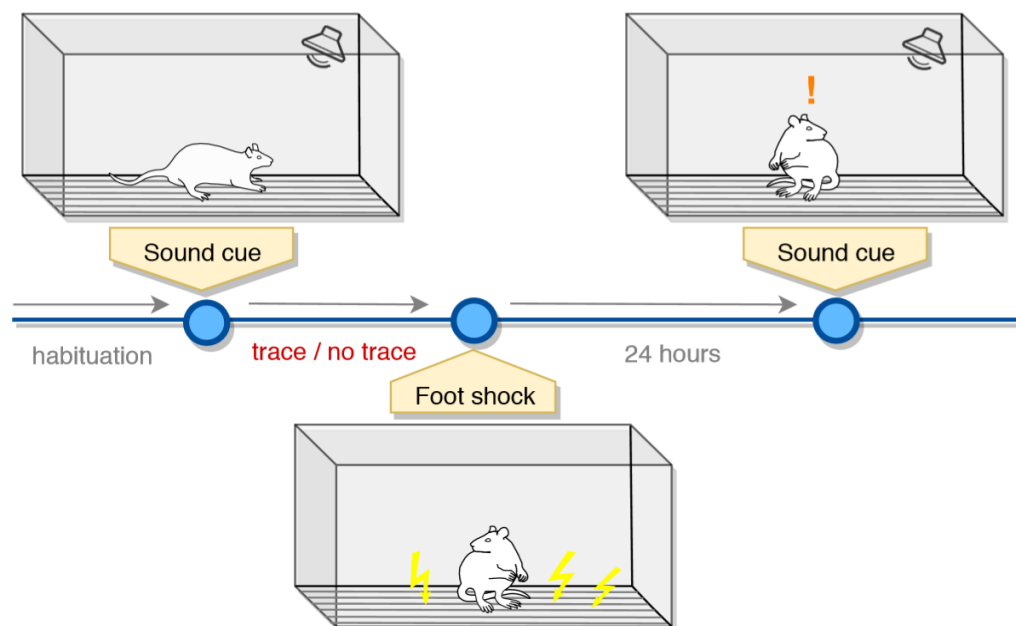 Sound cue
Sound cue
habituation
trace / no trace
24 hours
Foot shock
!